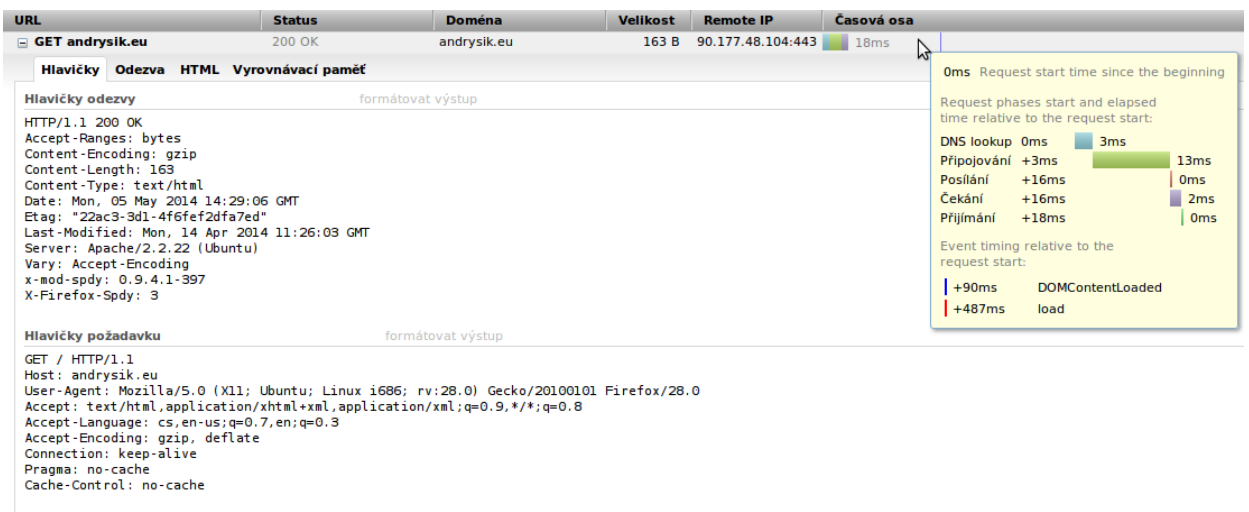 URL Status Doména Velikost Remote IP Časová osa
GET andrysik.eu 200 OK andrysik.eu 163 B 90.177.48.104:443 18ms
Hlavičky Odezva HTML Vyrovnávací paměť
Hlavičky odezvy formátovat výstup
HTTP/1.1 200 OK
Accept-Ranges: bytes
Content-Encoding: gzip
Content-Length: 163
Content-Type: text/html
Date: Mon, 05 May 2014 14:29:06 GMT
Etag: "22ac3-3d1-4f6fef2dfa7ed"
Last-Modified: Mon, 14 Apr 2014 11:26:03 GMT
Server: Apache/2.2.22 (Ubuntu)
Vary: Accept-Encoding
x-mod-spdy: 0.9.4.1-397
X-Firefox-Spdy: 3
Hlavičky požadavku formátovat výstup
GET / HTTP/1.1
Host: andrysik.eu
User-Agent: Mozilla/5.0 (X11; Ubuntu; Linux i686; rv:28.0) Gecko/20100101 Firefox/28.0
Accept: text/html,application/xhtml+xml,application/xml;q=0.9,*/*;q=0.8
Accept-Language: cs,en-us;q=0.7,en;q=0.3
Accept-Encoding: gzip, deflate
Connection: keep-alive
Pragma: no-cache
Cache-Control: no-cache
0ms Request start time since the beginning
Request phases start and elapsed
time relative to the request start:
DNS lookup 0ms 3ms
Připojování +3ms 13ms
Posílání +16ms 0ms
Čekání +16ms 2ms
Přijímání +18ms 0ms
Event timing relative to the
request start:
+90ms DOMContentLoaded
+487ms load